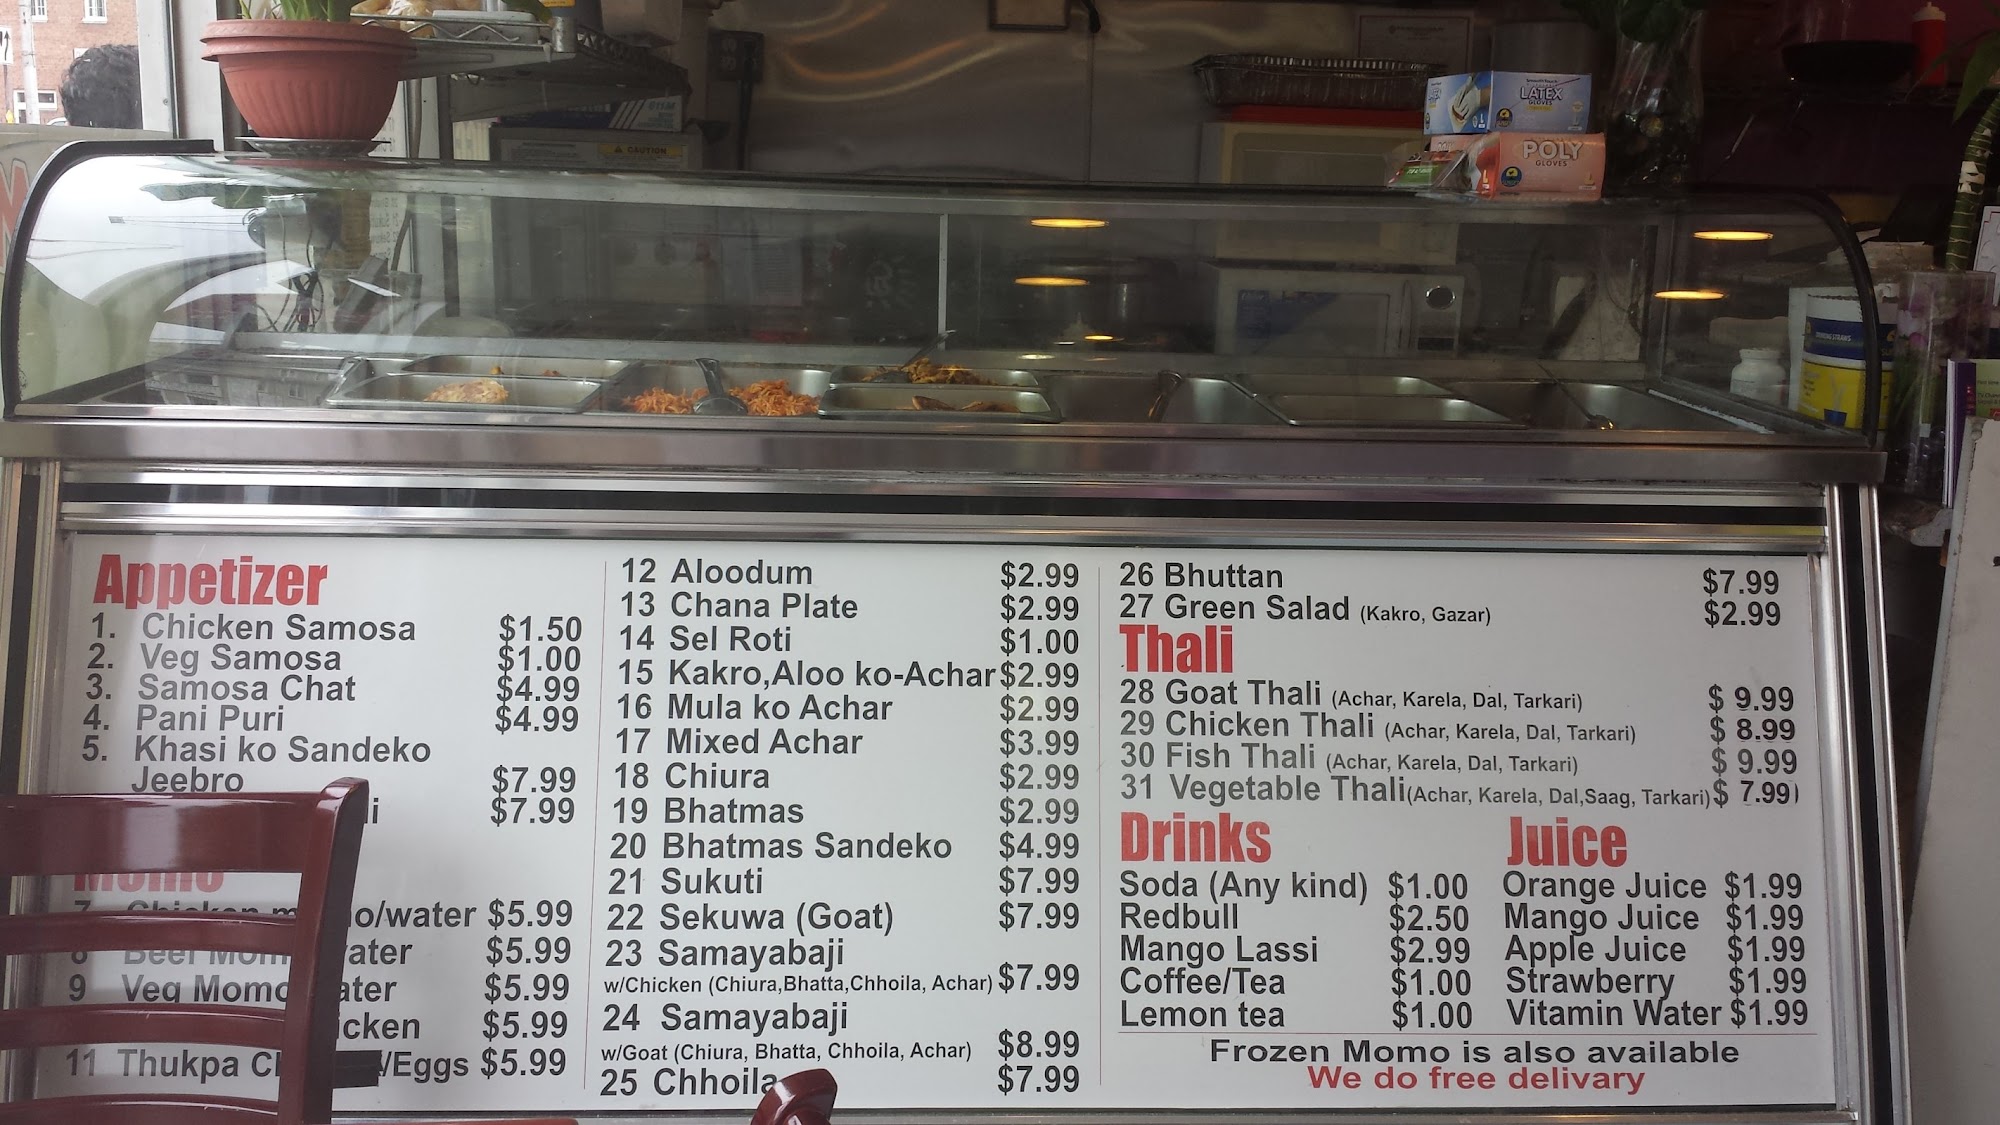 LATEX
GLOVES
POLY
GLOVES
CAUTION
Appetizer
1. Chicken Samosa $1.50
2. Veg Samosa $1.00
3. Samosa Chat $4.99
4. Pani Puri $4.99
5. Khasi ko Sandeko
Jeebro $7.99
$7.99
Momo
7 Chicken /water $5.99
8 Beef $5.99
9 Veg Momo $5.99
$5.99
11 Thukpa /Eggs $5.99
12 Aloodum $2.99
13 Chana Plate $2.99
14 Sel Roti $1.00
15 Kakro,Aloo ko-Achar $2.99
16 Mula ko Achar $2.99
17 Mixed Achar $3.99
18 Chiura $2.99
19 Bhatmas $2.99
20 Bhatmas Sandeko $4.99
21 Sukuti $7.99
22 Sekuwa (Goat) $7.99
23 Samayabaji
w/Chicken (Chiura,Bhatta,Chhoila, Achar) $7.99
24 Samayabaji
w/Goat (Chiura, Bhatta, Chhoila, Achar) $8.99
25 Chhoila $7.99
26 Bhuttan $7.99
27 Green Salad (Kakro, Gazar) $2.99
Thali
28 Goat Thali (Achar, Karela, Dal, Tarkari) $ 9.99
29 Chicken Thali (Achar, Karela, Dal, Tarkari) $ 8.99
30 Fish Thali (Achar, Karela, Dal, Tarkari) $ 9.99
31 Vegetable Thali(Achar, Karela, Dal,Saag, Tarkari) $ 7.99
Drinks
Soda (Any kind) $1.00
Redbull $2.50
Mango Lassi $2.99
Coffee/Tea $1.00
Lemon tea $1.00
Juice
Orange Juice $1.99
Mango Juice $1.99
Apple Juice $1.99
Strawberry $1.99
Vitamin Water $1.99
Frozen Momo is also available
We do free delivary